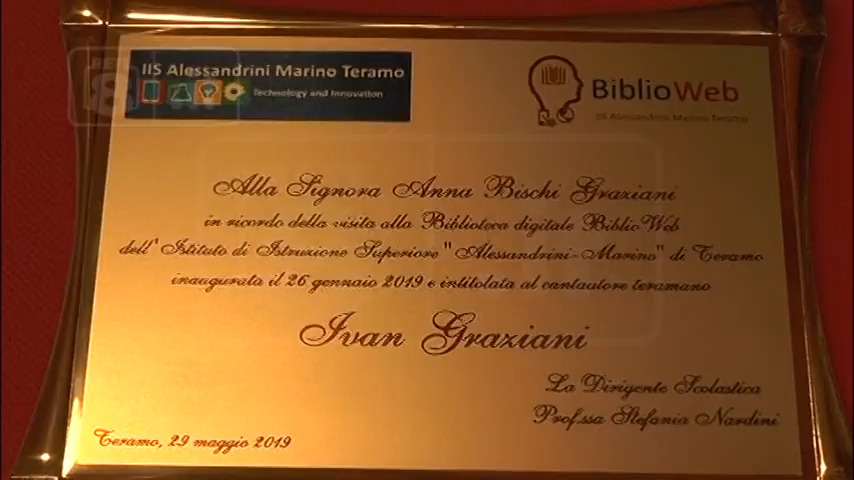 IIS Alessandrini Marino Teramo
Technology and Innovation
BiblioWeb
IIS Alessandrini Marino Teramo
Alla Signora Anna Bischi Graziani
in ricordo della visita alla Biblioteca digitale BiblioWeb
dell'Istituto di Istruzione Superiore "Alessandrini-Marino" di Teramo
inaugurata il 26 gennaio 2019 e intitolata al cantautore teramano
Ivan Graziani
La Dirigente Scolastica
Prof.ssa Stefania Nardini
Teramo, 29 maggio 2019